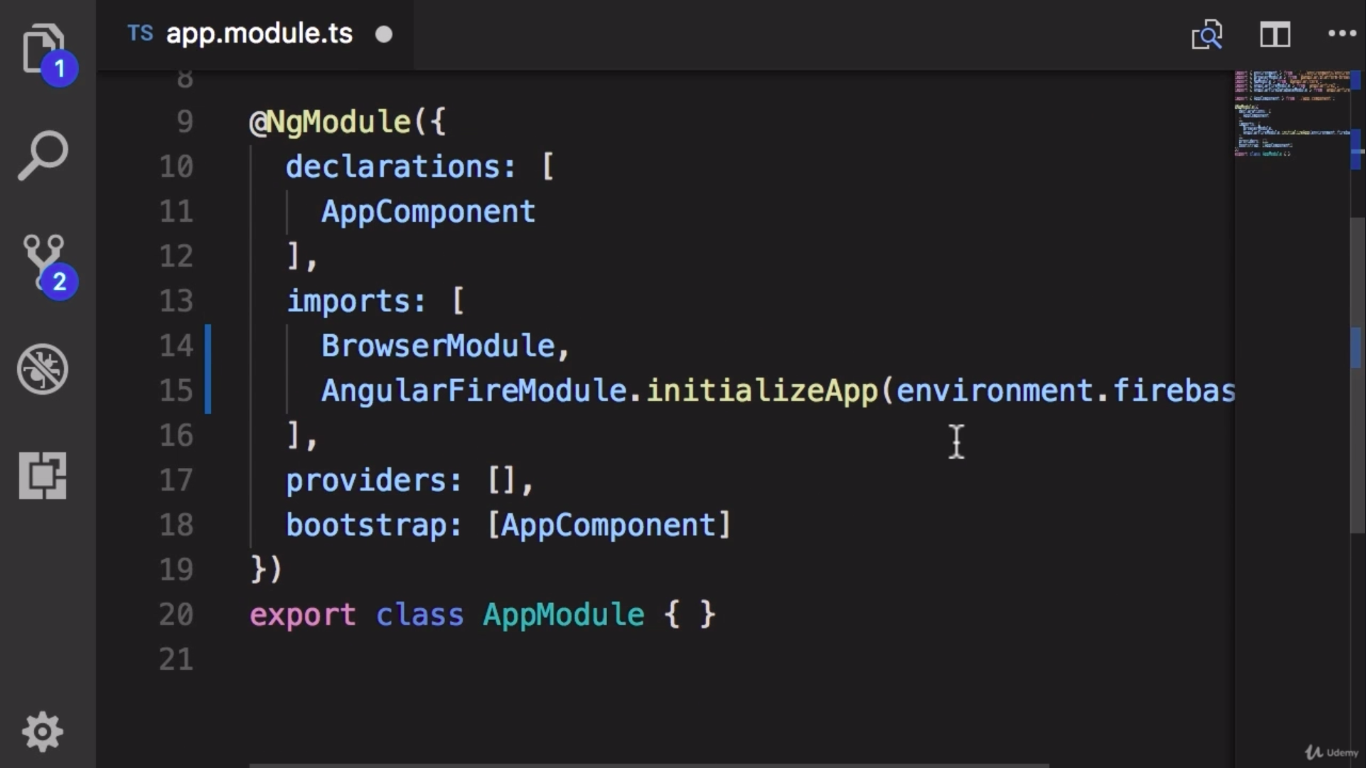 TS app.module.ts
1
2
8
9 @NgModule({
10 declarations: [
11 AppComponent
12 ],
13 imports: [
14 BrowserModule,
15 AngularFireModule.initializeApp(environment.firebas
16 ],
17 providers: [],
18 bootstrap: [AppComponent]
19 })
20 export class AppModule { }
21
Udemy